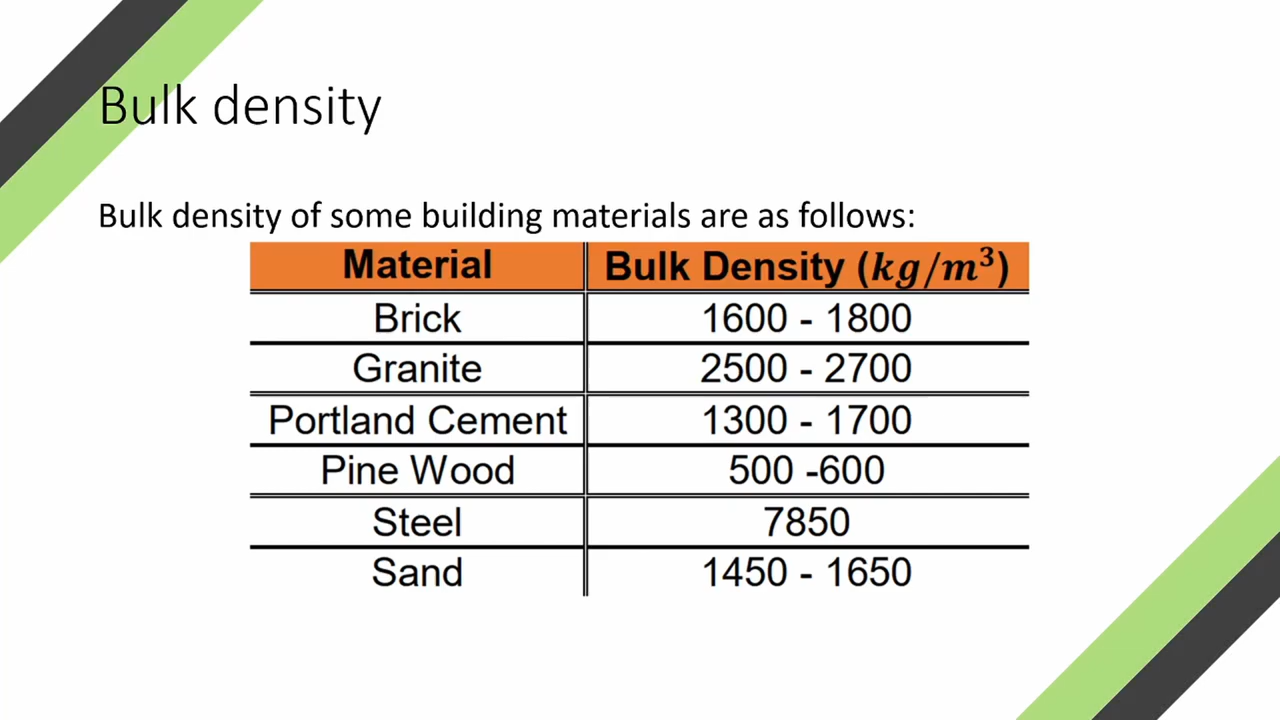 Bulk density
Bulk density of some building materials are as follows:
Material Bulk Density (kg/m³)
Brick 1600 - 1800
Granite 2500 - 2700
Portland Cement 1300 - 1700
Pine Wood 500 -600
Steel 7850
Sand 1450 - 1650